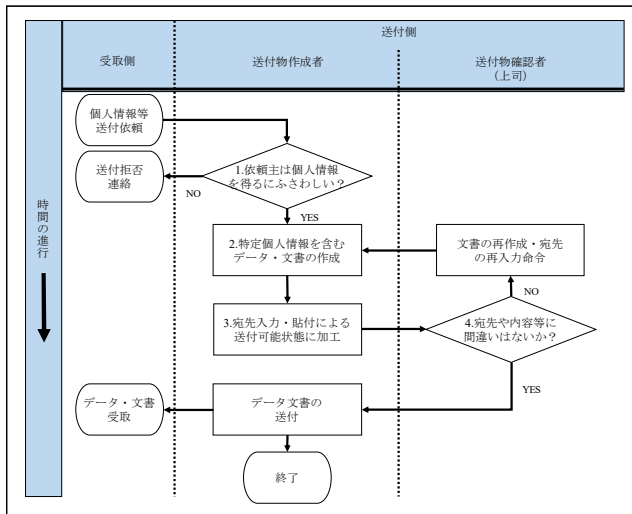 送付側
受取側
送付物作成者
送付物確認者
(上司)
時間の進行
個人情報等
送付依頼
送付拒否
連絡
1.依頼主は個人情報
を得るにふさわしい？
NO
YES
2.特定個人情報を含む
データ・文書の作成
文書の再作成・宛先
の再入力命令
NO
3.宛先入力・貼付による
送付可能状態に加工
4.宛先や内容等に
間違いはないか？
YES
データ・文書
受取
データ文書の
送付
終了